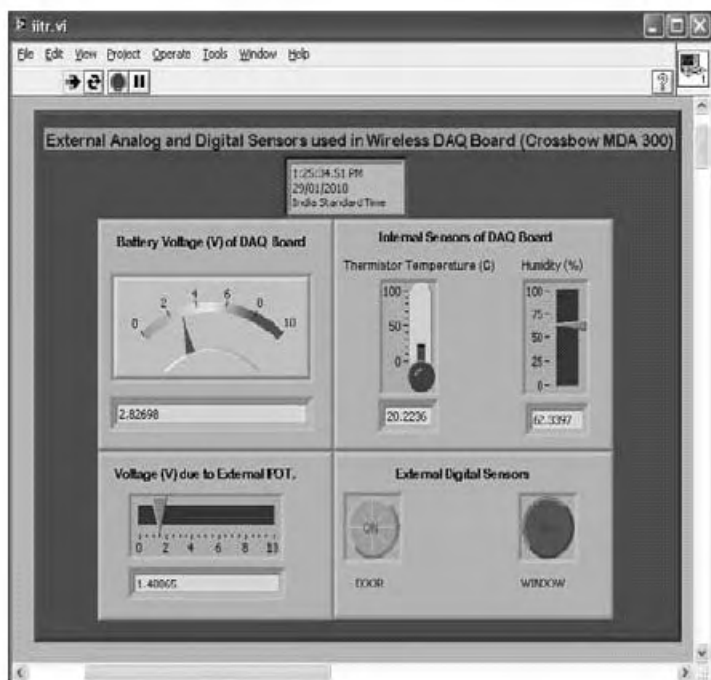 iitr.vi
File Edit View Project Operate Tools Window Help
1
External Analog and Digital Sensors used in Wireless DAQ Board (Crossbow MDA 300)
1:25:34.51 PM
29/01/2010
India Standard Time
Battery Voltage (V) of DAQ Board
0 2 4 6 8 10
2.82698
Internal Sensors of DAQ Board
Thermistor Temperature (C) Humidity (%)
100 50 0
100 75 50 25 0
20.2236 62.3397
Voltage (V) due to External POT.
0 2 4 6 8 10
External Digital Sensors
ON
DOOR WINDOW